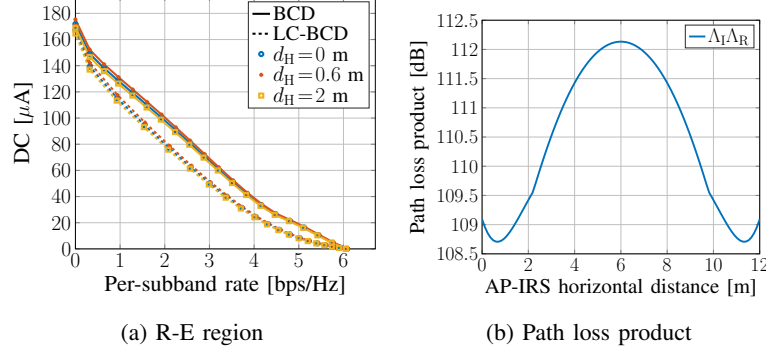 180
160
140
120
100
80
60
40
20
0
DC [μA]
0 1 2 3 4 5 6
Per-subband rate [bps/Hz]
BCD
LC-BCD
d_H=0 m
d_H=0.6 m
d_H=2 m
(a) R-E region
112.5
112
111.5
111
110.5
110
109.5
109
108.5
Path loss product [dB]
0 2 4 6 8 10 12
AP-IRS horizontal distance [m]
Λ_IΛ_R
(b) Path loss product